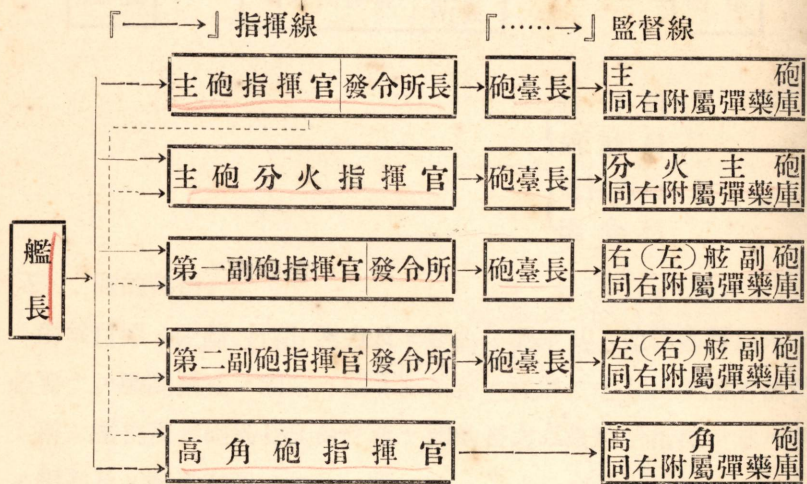 『──→』指揮線 『……→』監督線
主砲指揮官 發令所長 → 砲臺長 → 主砲
同右附屬彈藥庫
主砲分火指揮官 → 砲臺長 → 分火主砲
同右附屬彈藥庫
艦長
第一副砲指揮官 發令所 → 砲臺長 → 右(左)舷副砲
同右附屬彈藥庫
第二副砲指揮官 發令所 → 砲臺長 → 左(右)舷副砲
同右附屬彈藥庫
高角砲指揮官 → 高角砲
同右附屬彈藥庫